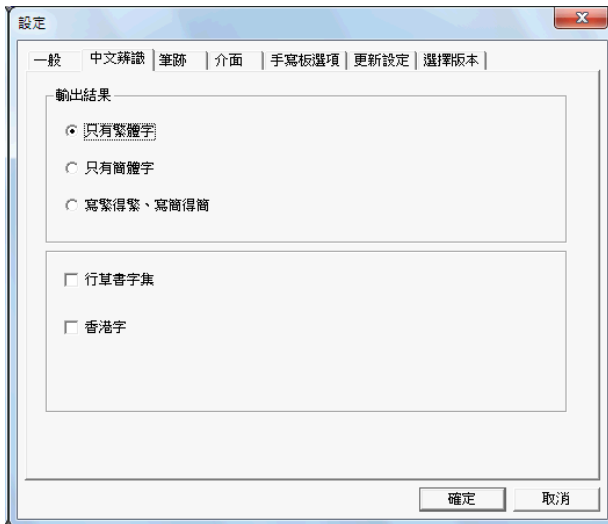 設定
一般 中文辨識 筆跡 介面 手寫板選項 更新設定 選擇版本
輸出結果
只有繁體字
只有簡體字
寫繁得繁、寫簡得簡
行草書字集
香港字
確定 取消